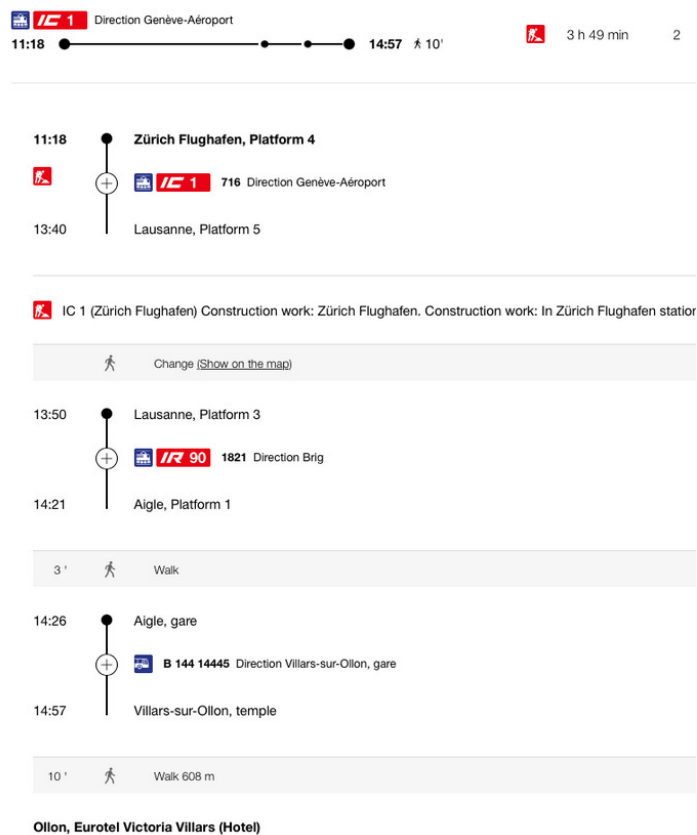 IC 1 Direction Genève-Aéroport
11:18 14:57 10' 3 h 49 min 2
11:18 Zürich Flughafen, Platform 4
IC 1 716 Direction Genève-Aéroport
13:40 Lausanne, Platform 5
IC 1 (Zürich Flughafen) Construction work: Zürich Flughafen. Construction work: In Zürich Flughafen station
Change (Show on the map)
13:50 Lausanne, Platform 3
IR 90 1821 Direction Brig
14:21 Aigle, Platform 1
3 ' Walk
14:26 Aigle, gare
B 144 14445 Direction Villars-sur-Ollon, gare
14:57 Villars-sur-Ollon, temple
10 ' Walk 608 m
Ollon, Eurotel Victoria Villars (Hotel)